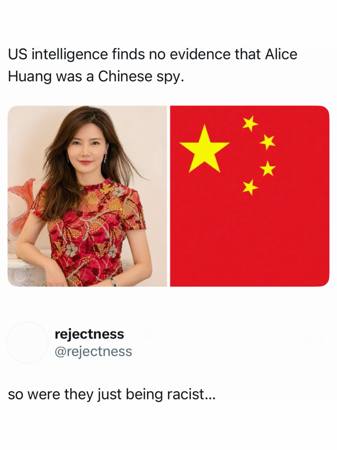 US intelligence finds no evidence that Alice
Huang was a Chinese spy.
rejectness
@rejectness
so were they just being racist...